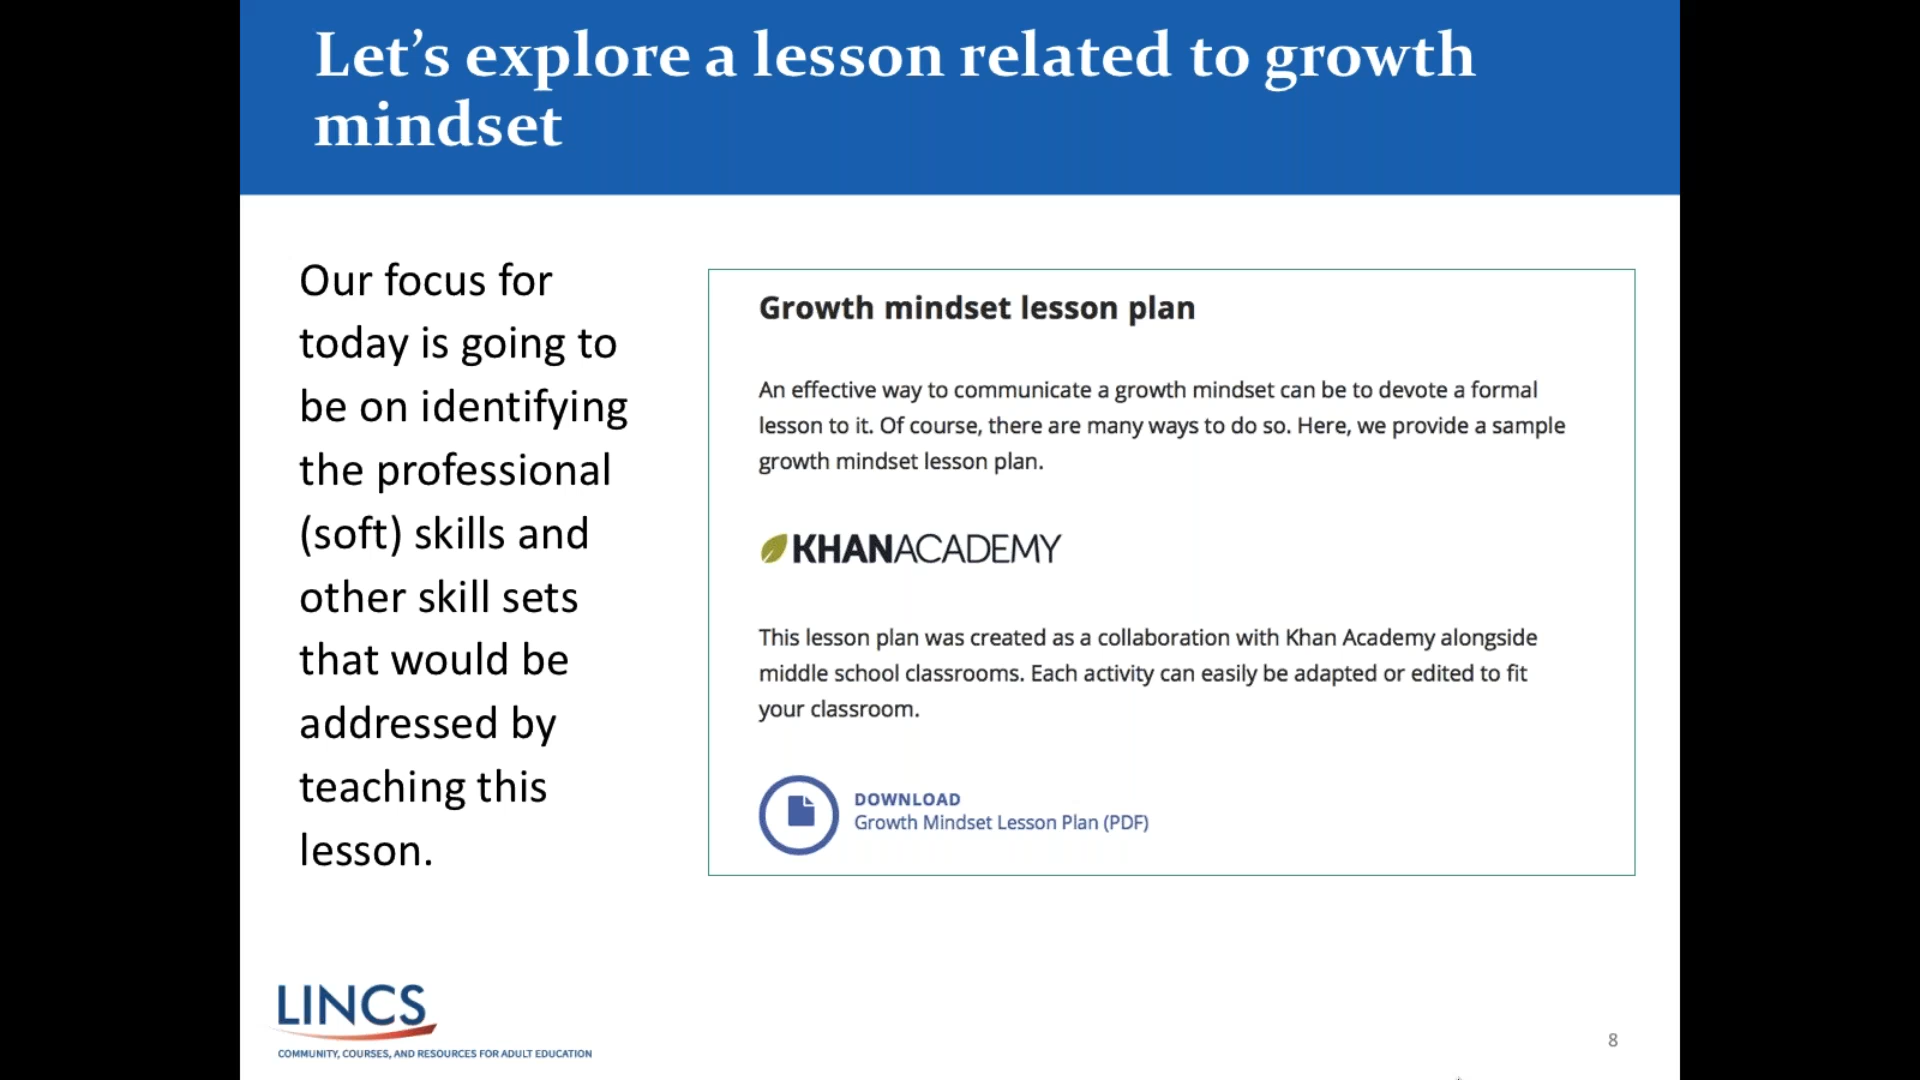 Let’s explore a lesson related to growth
mindset
Our focus for
today is going to
be on identifying
the professional
(soft) skills and
other skill sets
that would be
addressed by
teaching this
lesson.
Growth mindset lesson plan
An effective way to communicate a growth mindset can be to devote a formal
lesson to it. Of course, there are many ways to do so. Here, we provide a sample
growth mindset lesson plan.
KHANACADEMY
This lesson plan was created as a collaboration with Khan Academy alongside
middle school classrooms. Each activity can easily be adapted or edited to fit
your classroom.
DOWNLOAD
Growth Mindset Lesson Plan (PDF)
LINCS
COMMUNITY, COURSES, AND RESOURCES FOR ADULT EDUCATION
8